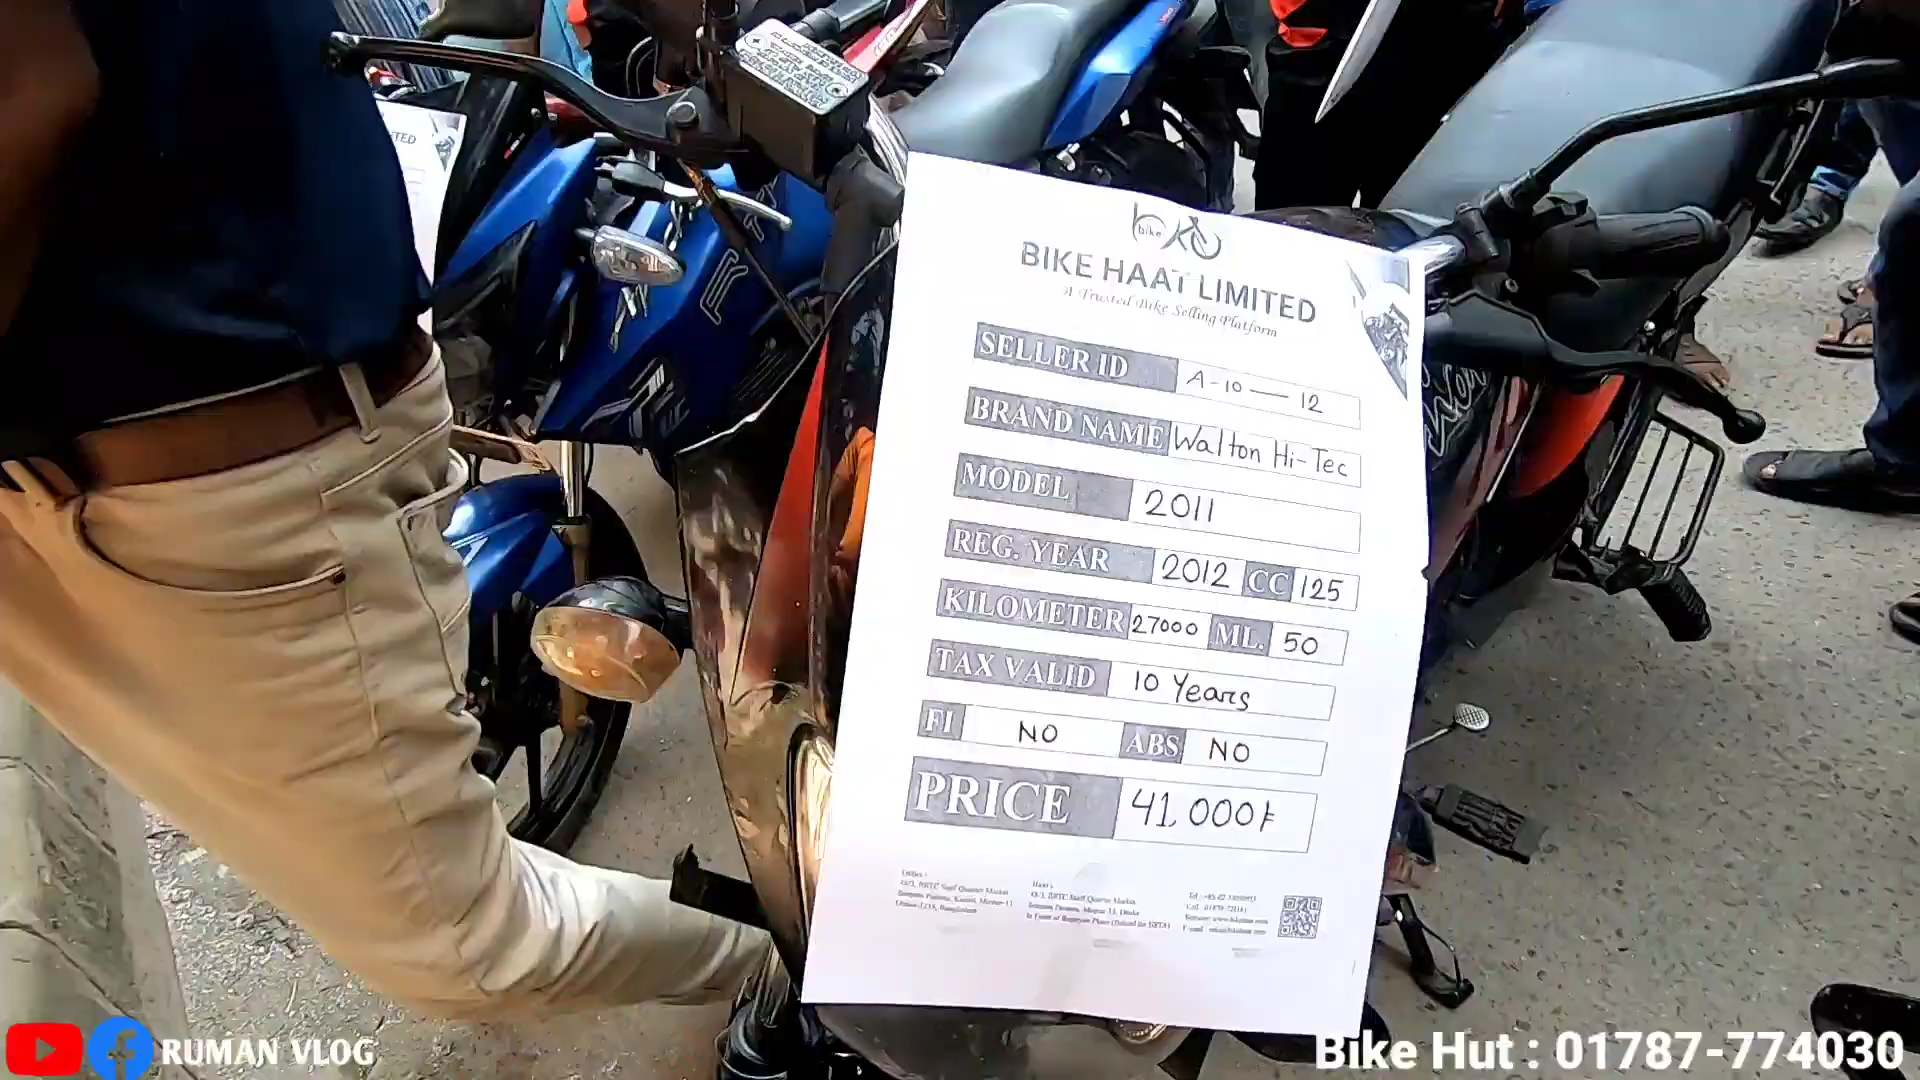 bike
BIKE HAAT LIMITED
A Trusted Bike Selling Platform
SELLER ID A-10 — 12
BRAND NAME Walton Hi-Tec
MODEL 2011
REG. YEAR 2012 CC 125
KILOMETER 27000 ML. 50
TAX VALID 10 Years
FI NO ABS NO
PRICE 41,000৳
RUMAN VLOG
Bike Hut : 01787-774030